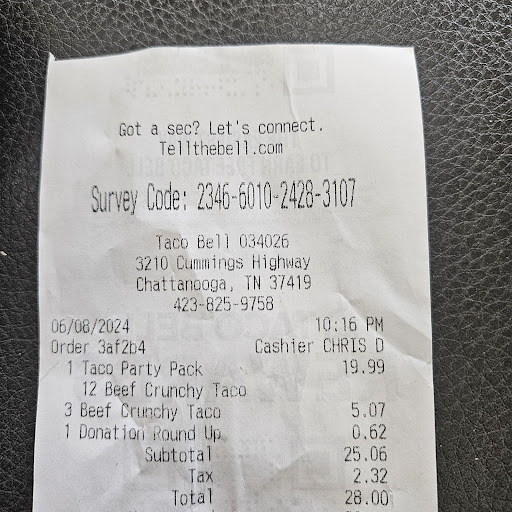 Got a sec? Let's connect.
Tellthebell.com
Survey Code: 2346-6010-2428-3107
Taco Bell 034026
3210 Cummings Highway
Chattanooga, TN 37419
423-825-9758
06/08/2024 10:16 PM
Order 3af2b4 Cashier CHRIS D
1 Taco Party Pack 19.99
12 Beef Crunchy Taco
3 Beef Crunchy Taco 5.07
1 Donation Round Up 0.62
Subtotal 25.06
Tax 2.32
Total 28.00